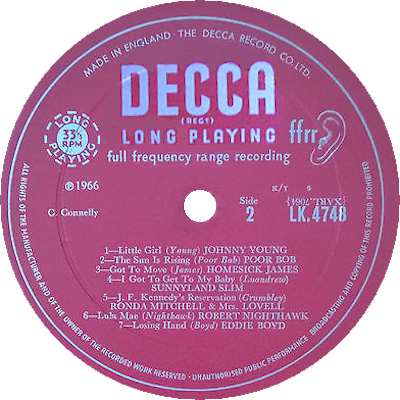 MADE IN ENGLAND · THE DECCA RECORD CO. LTD.
DECCA
(REGT)
LONG PLAYING
ffrr
LONG PLAYING
33⅓
RPM
full frequency range recording
℗1966
X/T S
Side
2
(XARL.7064)
LK.4748
C. Connelly
1—Little Girl (Young) JOHNNY YOUNG
2—The Sun Is Rising (Poor Bob) POOR BOB
3—Got To Move (James) HOMESICK JAMES
4—I Got To Get To My Baby (Luandrew)
SUNNYLAND SLIM
5—J. F. Kennedy's Reservation (Crumbley)
RONDA MITCHELL & Mrs. LOVELL
6—Lula Mae (Nighthawk) ROBERT NIGHTHAWK
7—Losing Hand (Boyd) EDDIE BOYD
ALL RIGHTS OF THE MANUFACTURER AND OF THE OWNER OF THE RECORDED WORK RESERVED · UNAUTHORISED PUBLIC PERFORMANCE BROADCASTING AND COPYING OF THIS RECORD PROHIBITED